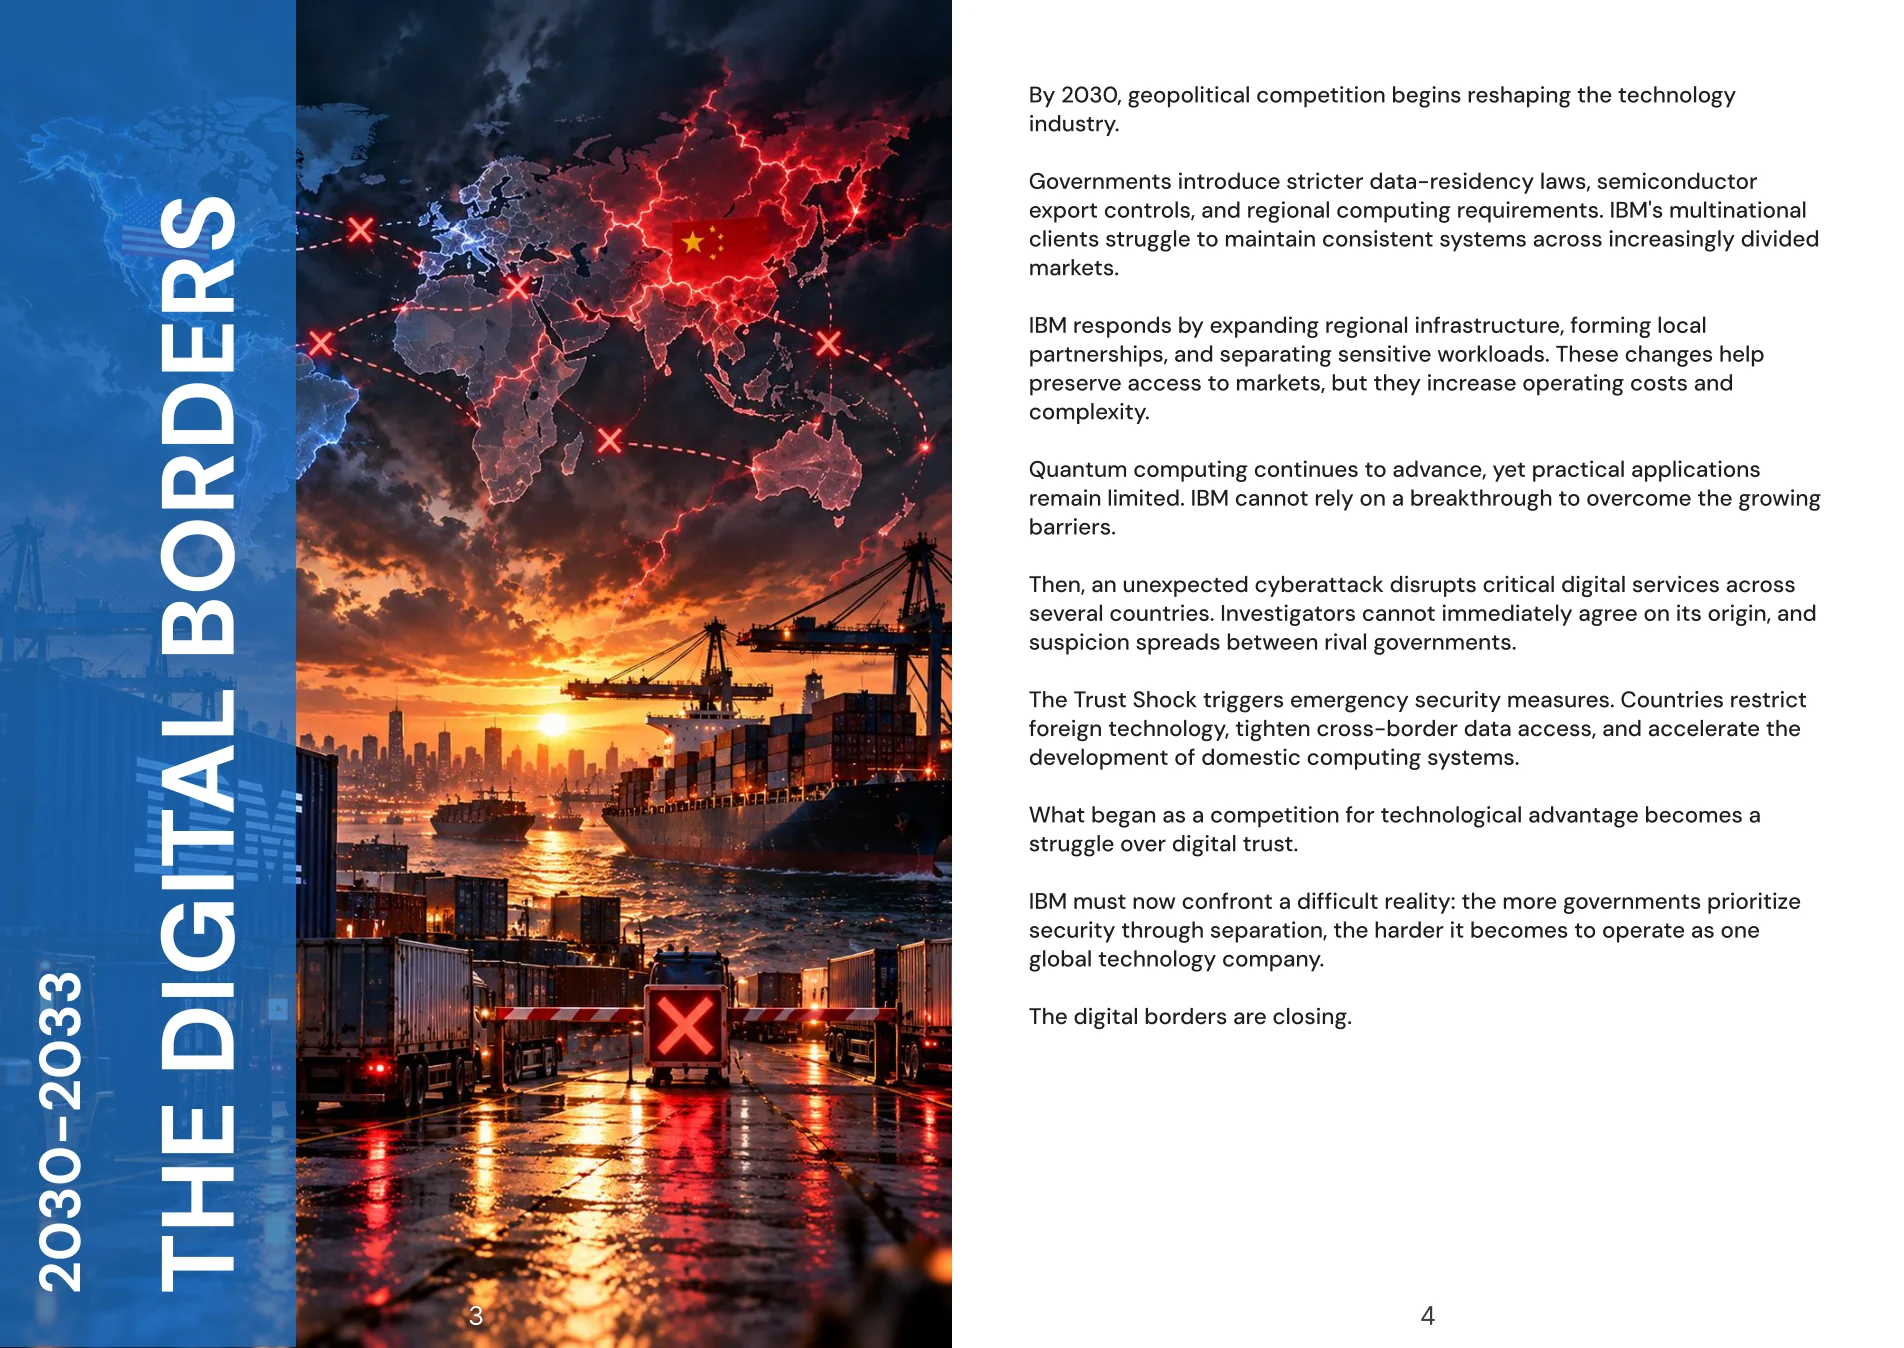 2030-2033
THE DIGITAL BORDERS
IBM
3
By 2030, geopolitical competition begins reshaping the technology
industry.
Governments introduce stricter data-residency laws, semiconductor
export controls, and regional computing requirements. IBM's multinational
clients struggle to maintain consistent systems across increasingly divided
markets.
IBM responds by expanding regional infrastructure, forming local
partnerships, and separating sensitive workloads. These changes help
preserve access to markets, but they increase operating costs and
complexity.
Quantum computing continues to advance, yet practical applications
remain limited. IBM cannot rely on a breakthrough to overcome the growing
barriers.
Then, an unexpected cyberattack disrupts critical digital services across
several countries. Investigators cannot immediately agree on its origin, and
suspicion spreads between rival governments.
The Trust Shock triggers emergency security measures. Countries restrict
foreign technology, tighten cross-border data access, and accelerate the
development of domestic computing systems.
What began as a competition for technological advantage becomes a
struggle over digital trust.
IBM must now confront a difficult reality: the more governments prioritize
security through separation, the harder it becomes to operate as one
global technology company.
The digital borders are closing.
4